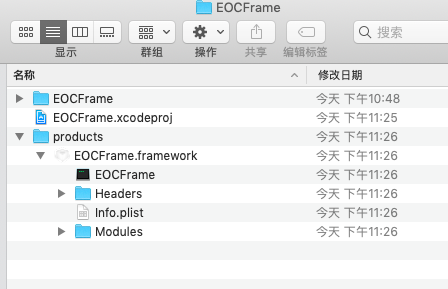 EOCFrame
显示 群组 操作 共享 编辑标签
搜索
名称 修改日期
EOCFrame 今天 下午10:48
EOCFrame.xcodeproj 今天 下午11:25
products 今天 下午11:26
EOCFrame.framework 今天 下午11:26
EOCFrame 今天 下午11:26
Headers 今天 下午11:26
Info.plist 今天 下午11:26
Modules 今天 下午11:26